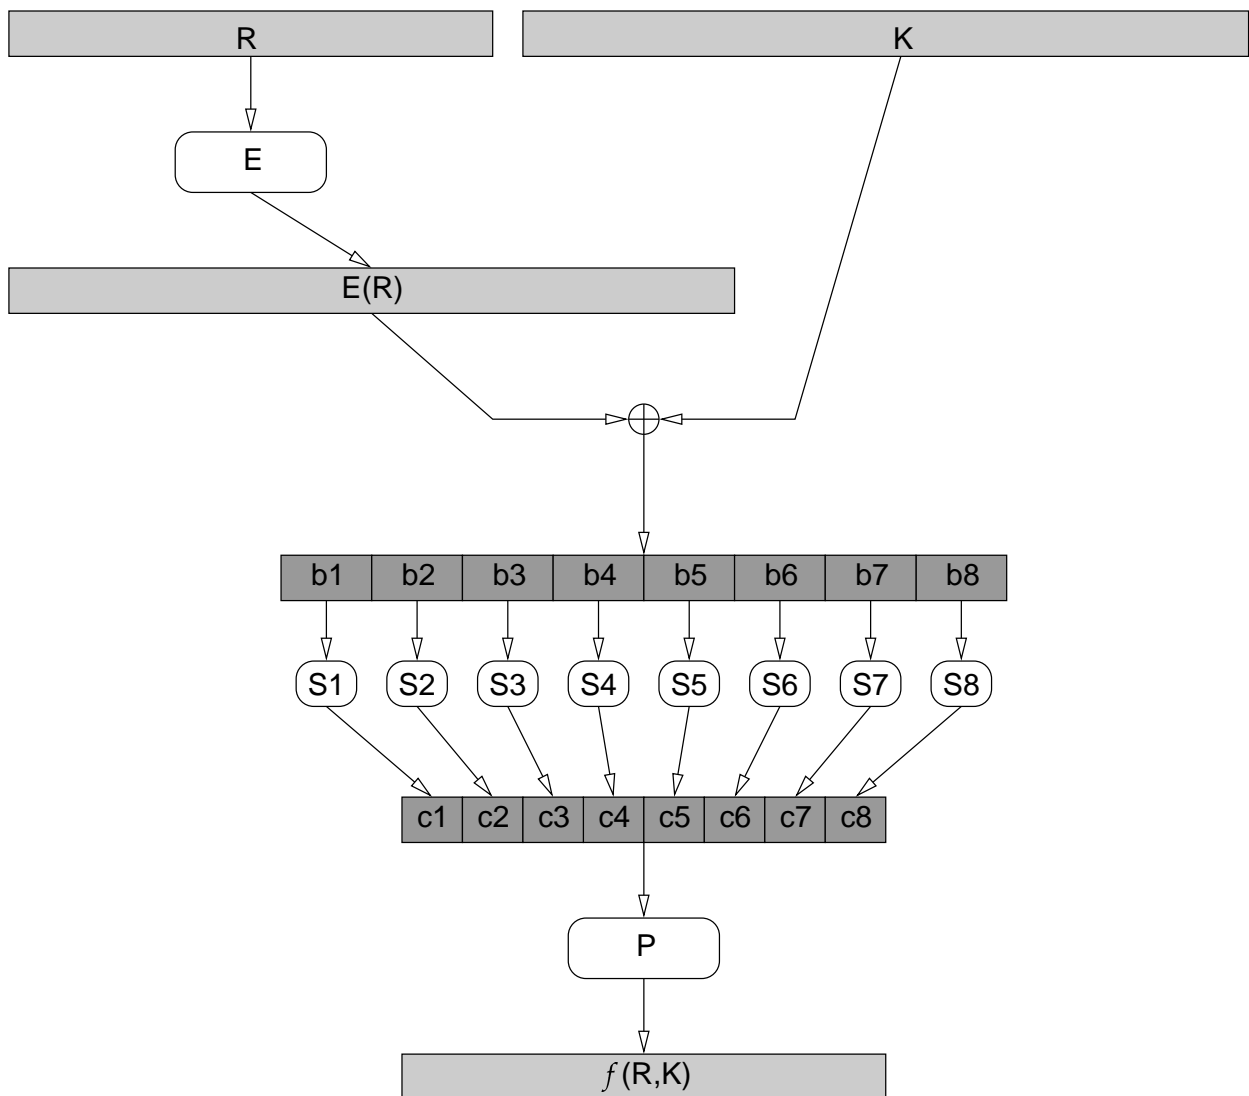 R K
E
E(R)
b1 b2 b3 b4 b5 b6 b7 b8
S1 S2 S3 S4 S5 S6 S7 S8
c1 c2 c3 c4 c5 c6 c7 c8
P
f (R,K)